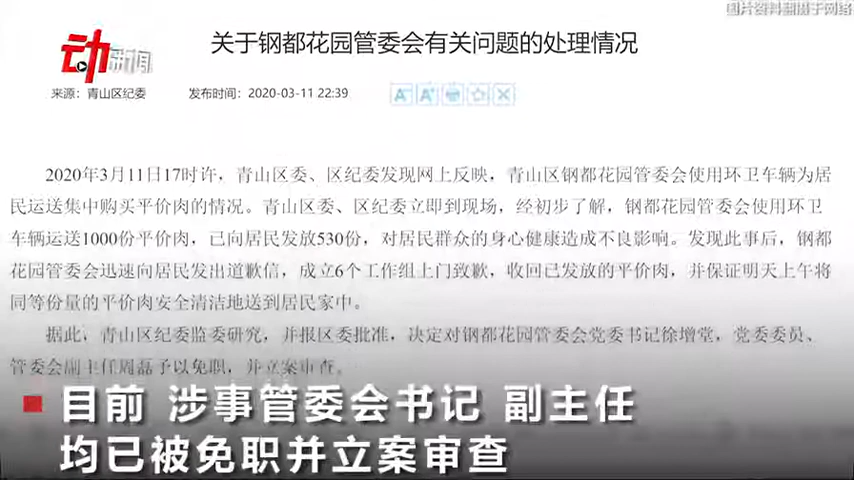 图片资料翻摄于网络
关于钢都花园管委会有关问题的处理情况
动新闻
来源：青山区纪委 发布时间：2020-03-11 22:39
2020年3月11日17时许，青山区委、区纪委发现网上反映，青山区钢都花园管委会使用环卫车辆为居
民运送集中购买平价肉的情况。青山区委、区纪委立即到现场，经初步了解，钢都花园管委会使用环卫
车辆运送1000份平价肉，已向居民发放530份，对居民群众的身心健康造成不良影响。发现此事后，钢都
花园管委会迅速向居民发出道歉信，成立6个工作组上门致歉，收回已发放的平价肉，并保证明天上午将
同等份量的平价肉安全清洁地送到居民家中。
据此，青山区纪委监委研究，并报区委批准，决定对钢都花园管委会党委书记徐增堂，党委委员、
管委会副主任周磊予以免职，并立案审查。
目前 涉事管委会书记 副主任
均已被免职并立案审查